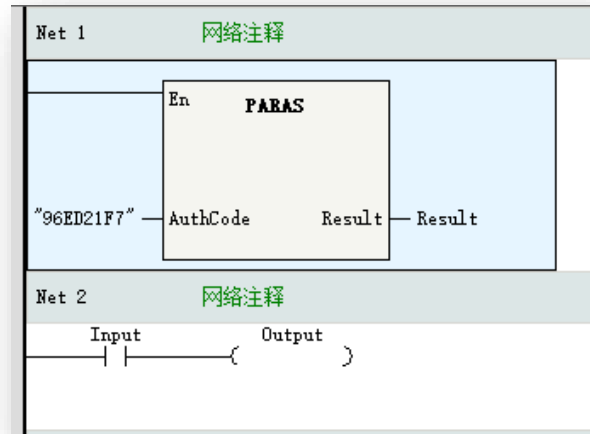 Net 1 网络注释
En PARAS
"96ED21F7" AuthCode Result Result
Net 2 网络注释
Input Output